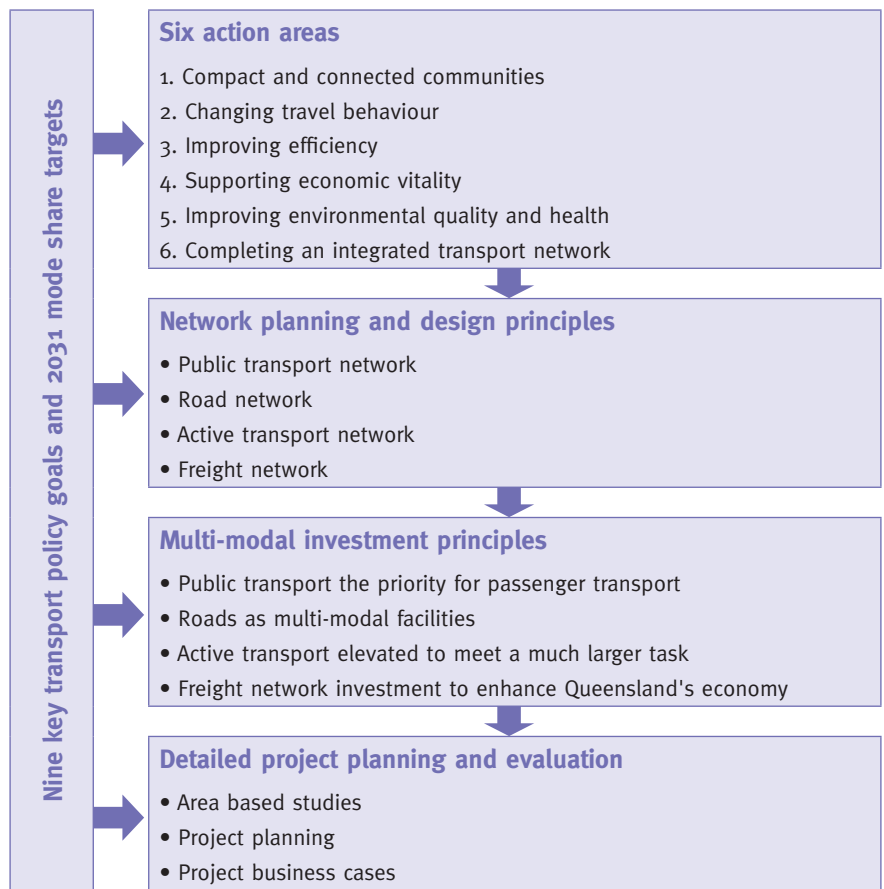 Nine key transport policy goals and 2031 mode share targets
Six action areas
1. Compact and connected communities
2. Changing travel behaviour
3. Improving efficiency
4. Supporting economic vitality
5. Improving environmental quality and health
6. Completing an integrated transport network
Network planning and design principles
• Public transport network
• Road network
• Active transport network
• Freight network
Multi-modal investment principles
• Public transport the priority for passenger transport
• Roads as multi-modal facilities
• Active transport elevated to meet a much larger task
• Freight network investment to enhance Queensland's economy
Detailed project planning and evaluation
• Area based studies
• Project planning
• Project business cases